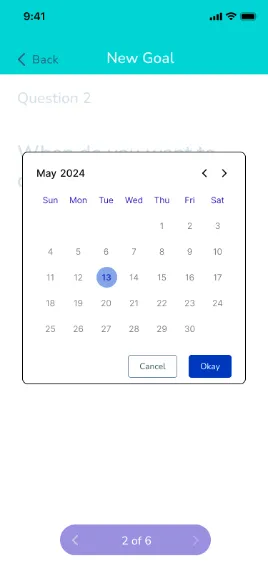 9:41
Back
New Goal
Question 2
When do you want to
May 2024
Sun Mon Tue Wed Thu Fri Sat
1 2 3
4 5 6 7 8 9 10
11 12 13 14 15 16 17
18 19 20 21 22 23 24
25 26 27 28 29 30
Cancel Okay
2 of 6